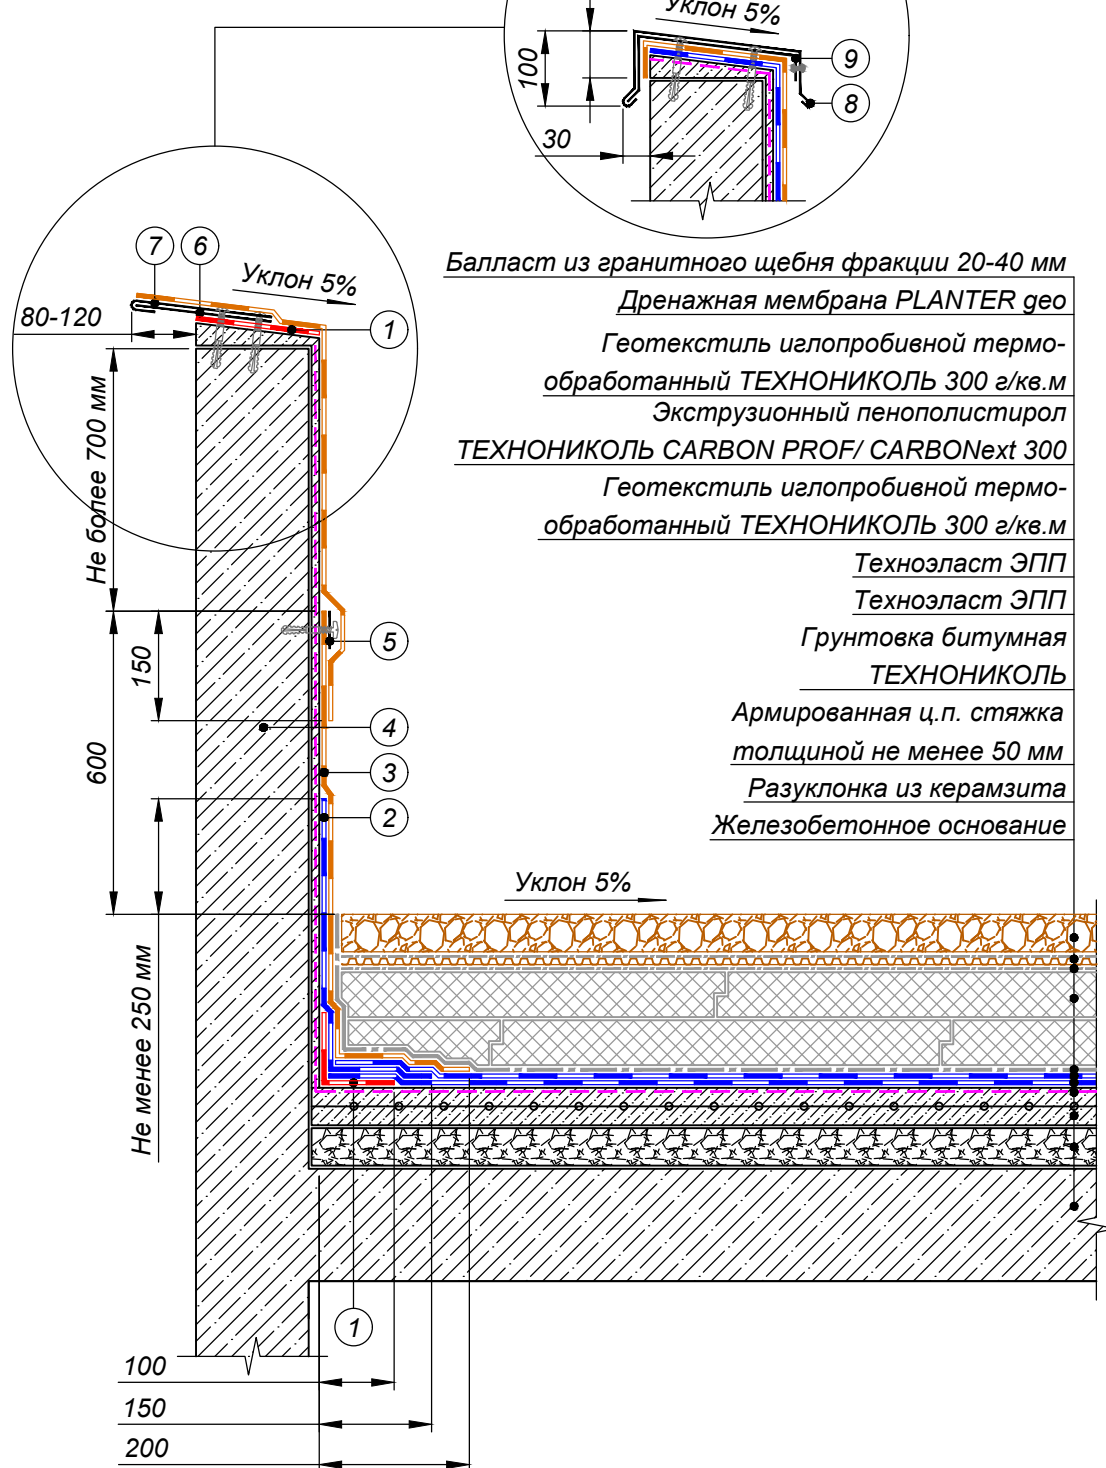 Уклон 5%
100
30
9
8
7
6
Уклон 5%
80-120
1
Не более 700 мм
Балласт из гранитного щебня фракции 20-40 мм
Дренажная мембрана PLANTER geo
Геотекстиль иглопробивной термо-
обработанный ТЕХНОНИКОЛЬ 300 г/кв.м
Экструзионный пенополистирол
ТЕХНОНИКОЛЬ CARBON PROF/ CARBONext 300
Геотекстиль иглопробивной термо-
обработанный ТЕХНОНИКОЛЬ 300 г/кв.м
Техноэласт ЭПП
Техноэласт ЭПП
Грунтовка битумная
ТЕХНОНИКОЛЬ
Армированная ц.п. стяжка
толщиной не менее 50 мм
Разуклонка из керамзита
Железобетонное основание
5
150
4
600
3
2
Уклон 5%
Не менее 250 мм
1
100
150
200